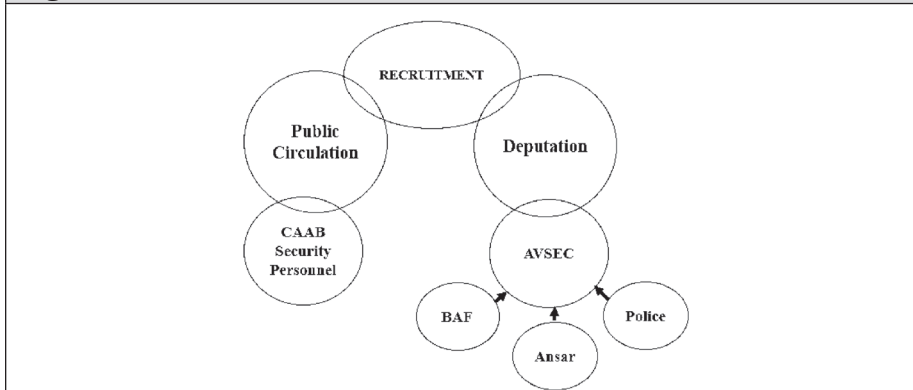 RECRUITMENT
Public
Circulation
Deputation
CAAB
Security
Personnel
AVSEC
BAF
Ansar
Police